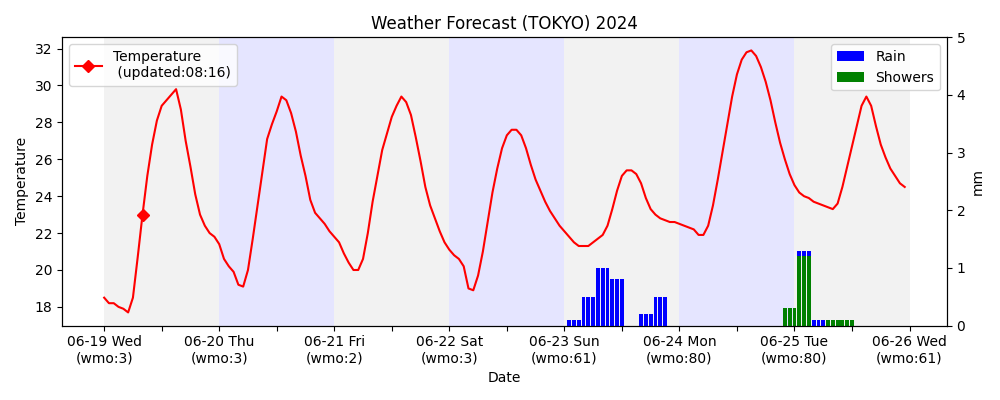 Weather Forecast (TOKYO) 2024
Temperature
(updated:08:16)
Rain
Showers
Temperature
32
30
28
26
24
22
20
18
5
4
3
2
1
0
mm
06-19 Wed
(wmo:3)
06-20 Thu
(wmo:3)
06-21 Fri
(wmo:2)
06-22 Sat
(wmo:3)
06-23 Sun
(wmo:61)
06-24 Mon
(wmo:80)
06-25 Tue
(wmo:80)
06-26 Wed
(wmo:61)
Date